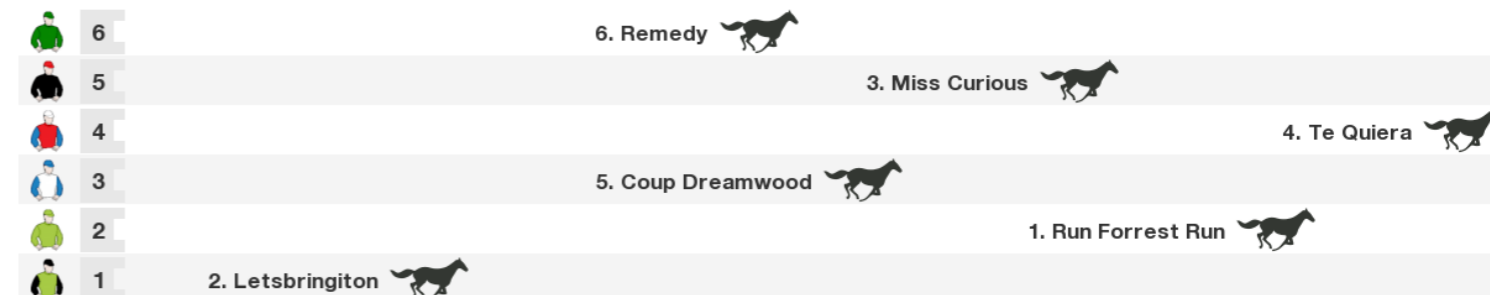 6 6. Remedy
5 3. Miss Curious
4 4. Te Quiera
3 5. Coup Dreamwood
2 1. Run Forrest Run
1 2. Letsbringiton